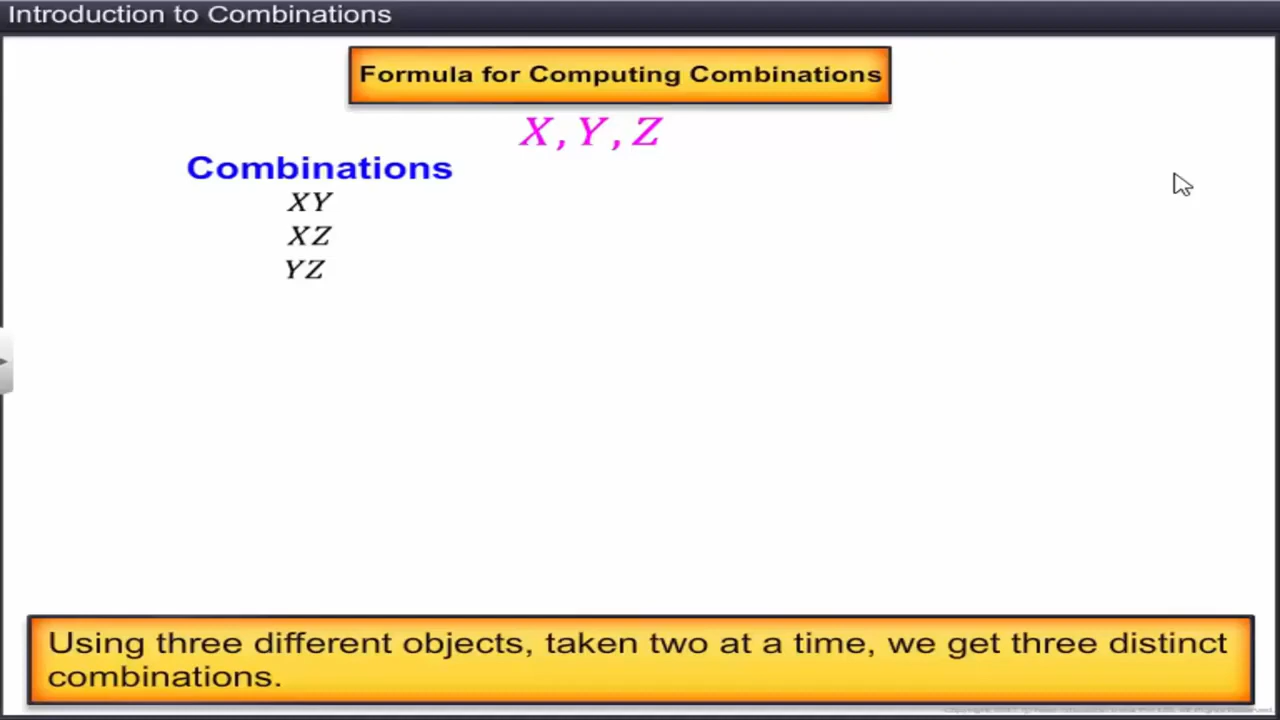 Introduction to Combinations
Formula for Computing Combinations
X, Y, Z
Combinations
XY
XZ
YZ
Using three different objects, taken two at a time, we get three distinct
combinations.